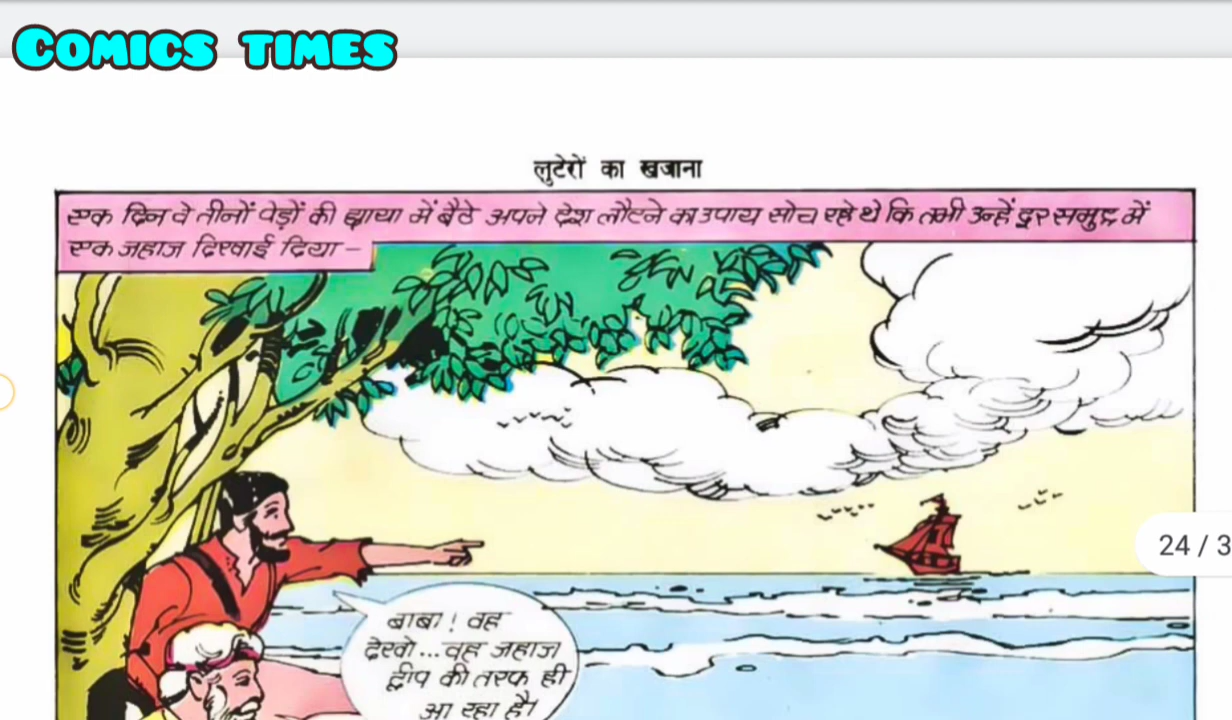 COMICS TIMES
लुटेरों का खजाना
एक दिन वे तीनों पेड़ों की छाया में बैठे अपने देश लौटने का उपाय सोच रहे थे कि तभी उन्हें दूर समुद्र में
एक जहाज दिखाई दिया –
24 / 3
बाबा ! वह
देखो...वह जहाज
द्वीप की तरफ ही
आ रहा है।